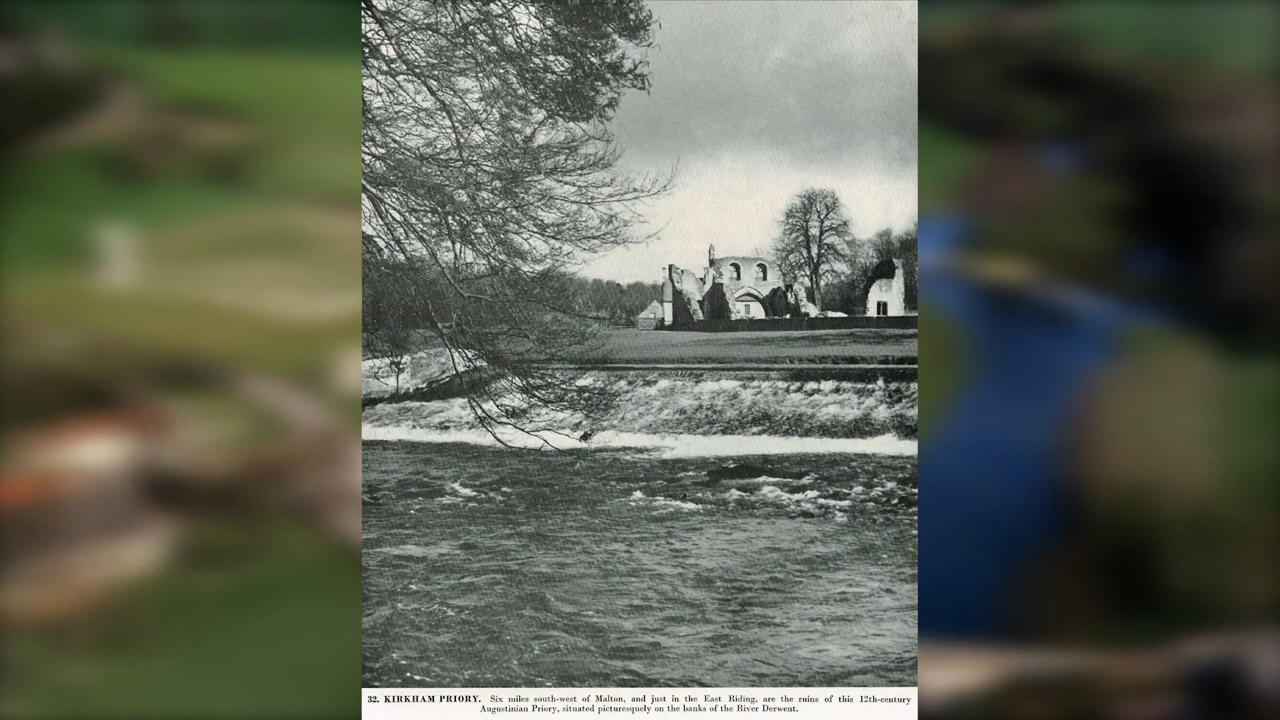 32. KIRKHAM PRIORY. Six miles south-west of Malton, and just in the East Riding, are the ruins of this 12th-century
Augustinian Priory, situated picturesquely on the banks of the River Derwent.